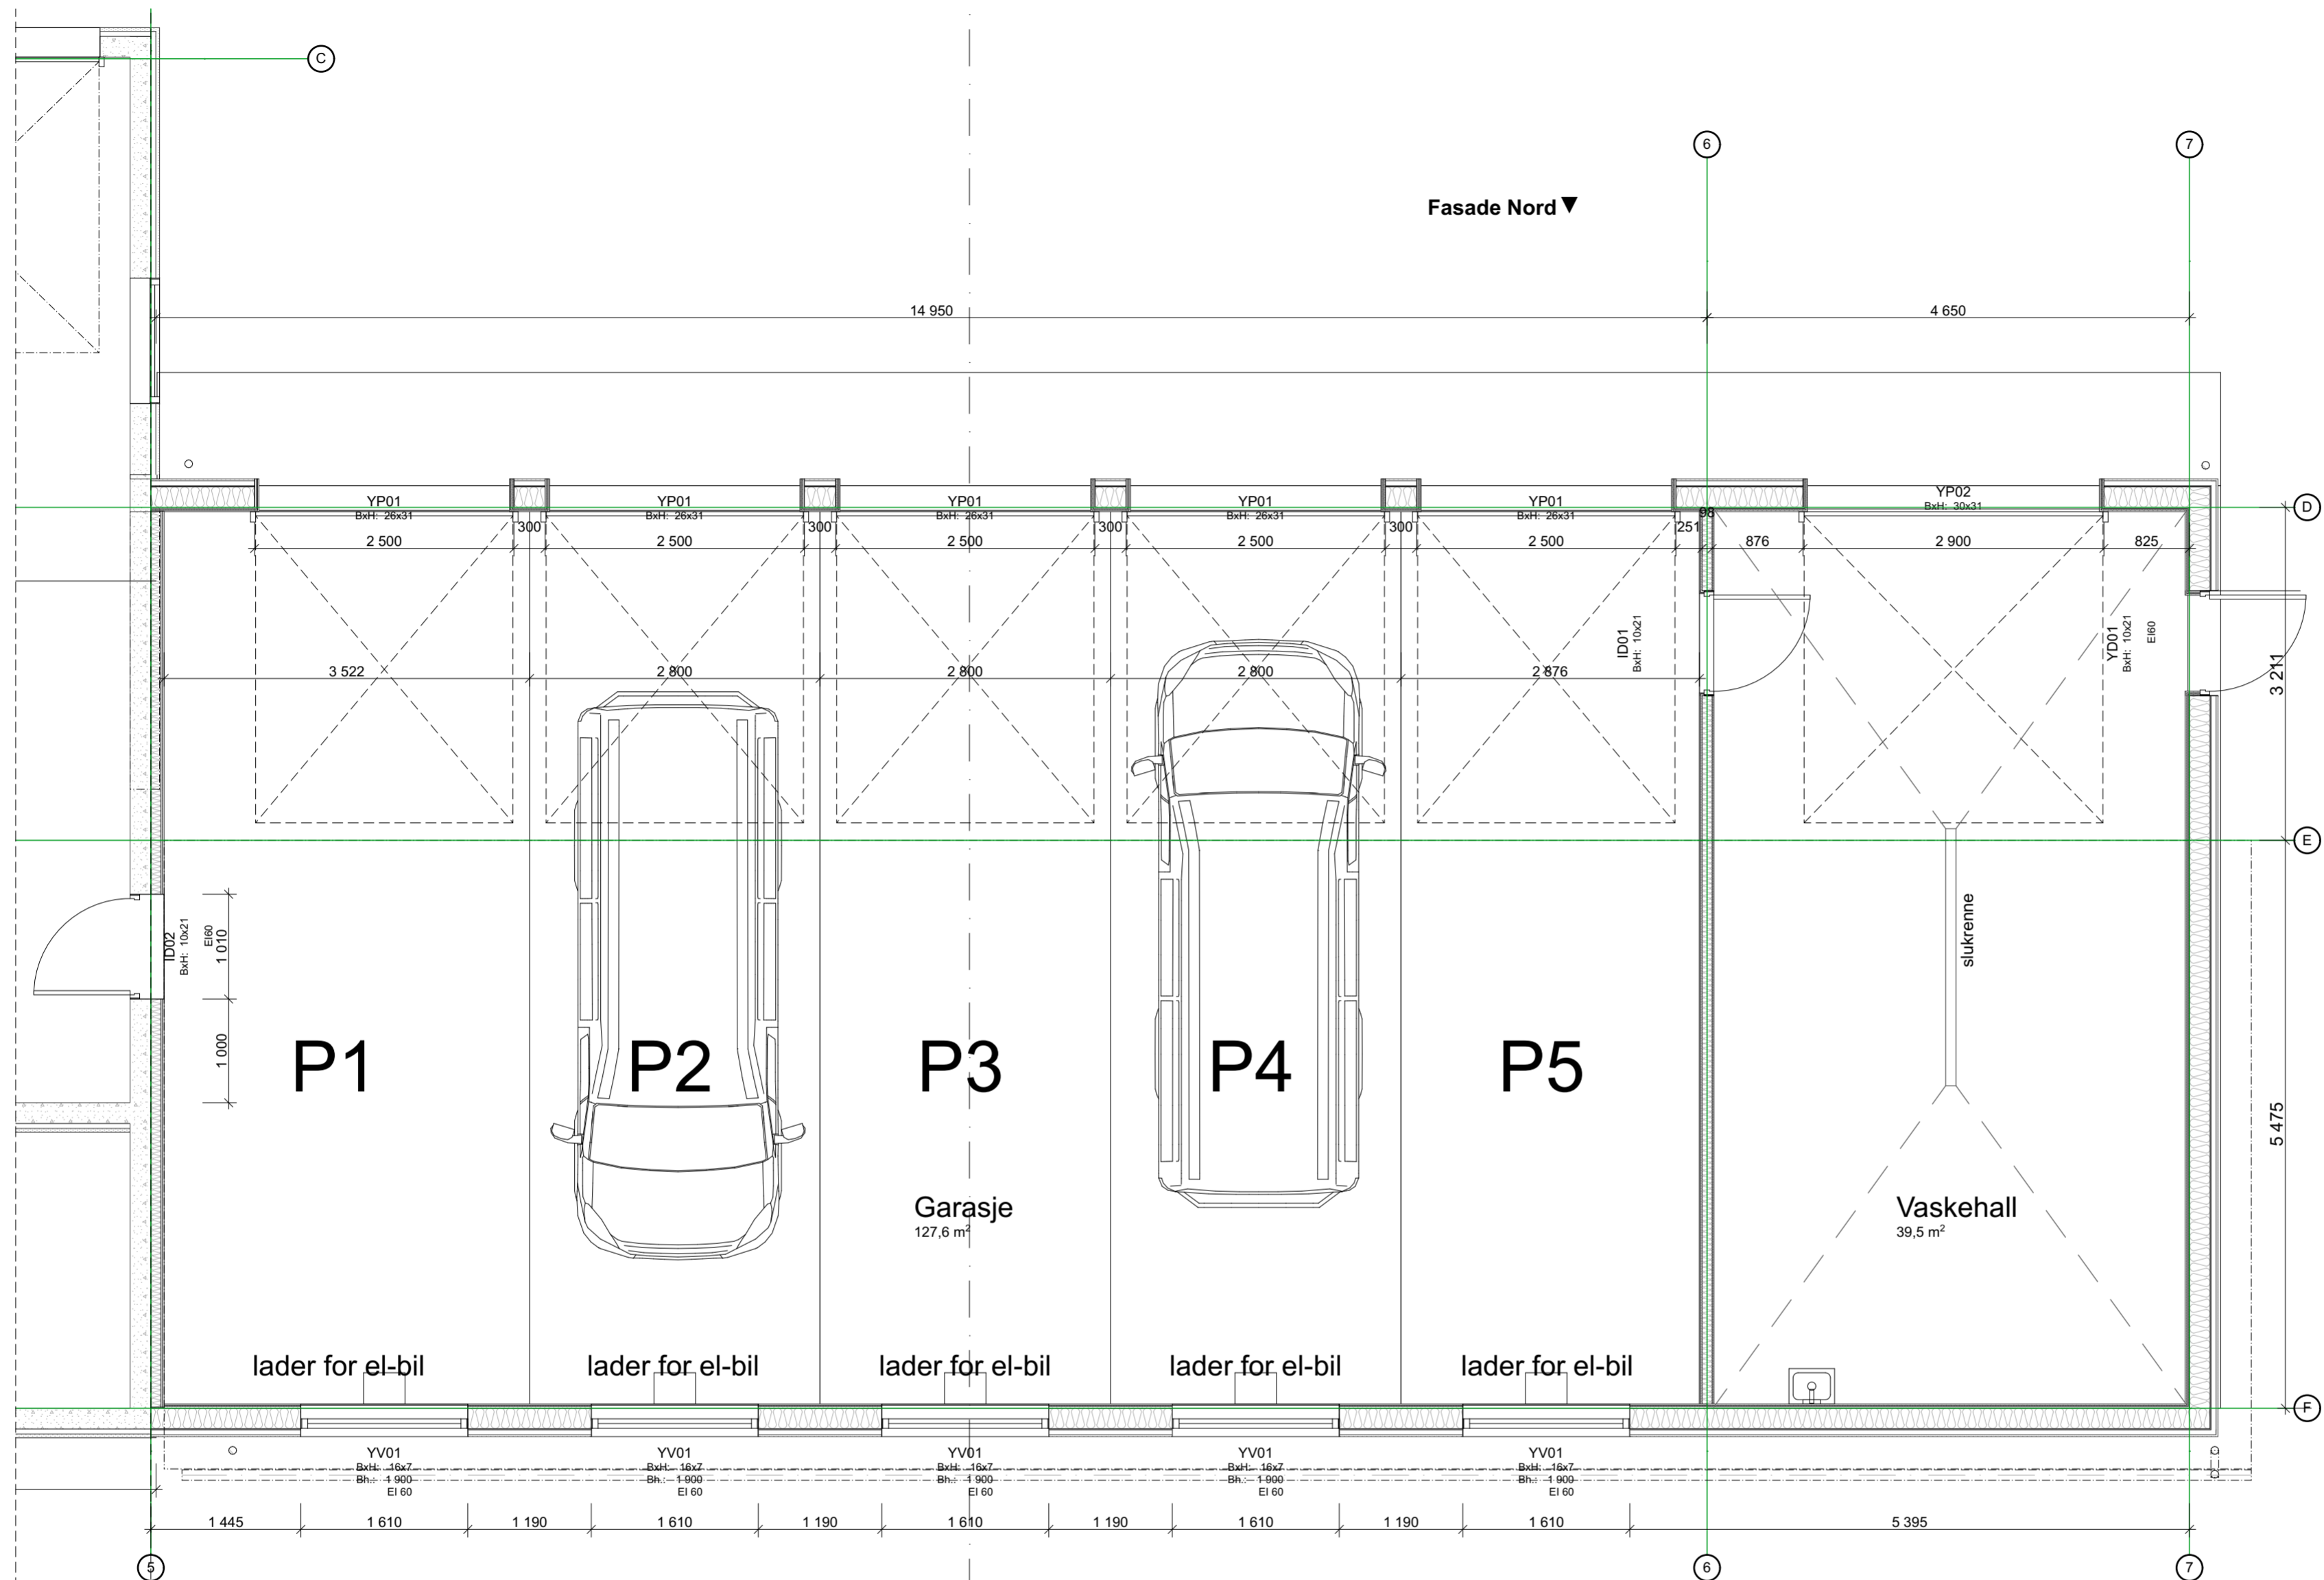 C
6
7
Fasade Nord
14 950
4 650
YP01
BxH: 26x31
YP01
BxH: 26x31
YP01
BxH: 26x31
YP01
BxH: 26x31
YP01
BxH: 26x31
YP02
BxH: 30x31
D
98
300
300
300
300
251
2 500
2 500
2 500
2 500
2 500
876
2 900
825
ID01
BxH: 10x21
YD01
BxH: 10x21
EI60
3 211
3 522
2 800
2 800
2 800
2 876
E
ID02
BxH: 10x21
EI60
1 010
slukrenne
1 000
P1
P2
P3
P4
P5
5 475
Garasje
127,6 m²
Vaskehall
39,5 m²
lader for el-bil
lader for el-bil
lader for el-bil
lader for el-bil
lader for el-bil
F
YV01
BxH: 16x7
Bh.: 1 900
EI 60
YV01
BxH: 16x7
Bh.: 1 900
EI 60
YV01
BxH: 16x7
Bh.: 1 900
EI 60
YV01
BxH: 16x7
Bh.: 1 900
EI 60
YV01
BxH: 16x7
Bh.: 1 900
EI 60
1 445
1 610
1 190
1 610
1 190
1 610
1 190
1 610
1 190
1 610
5 395
5
6
7